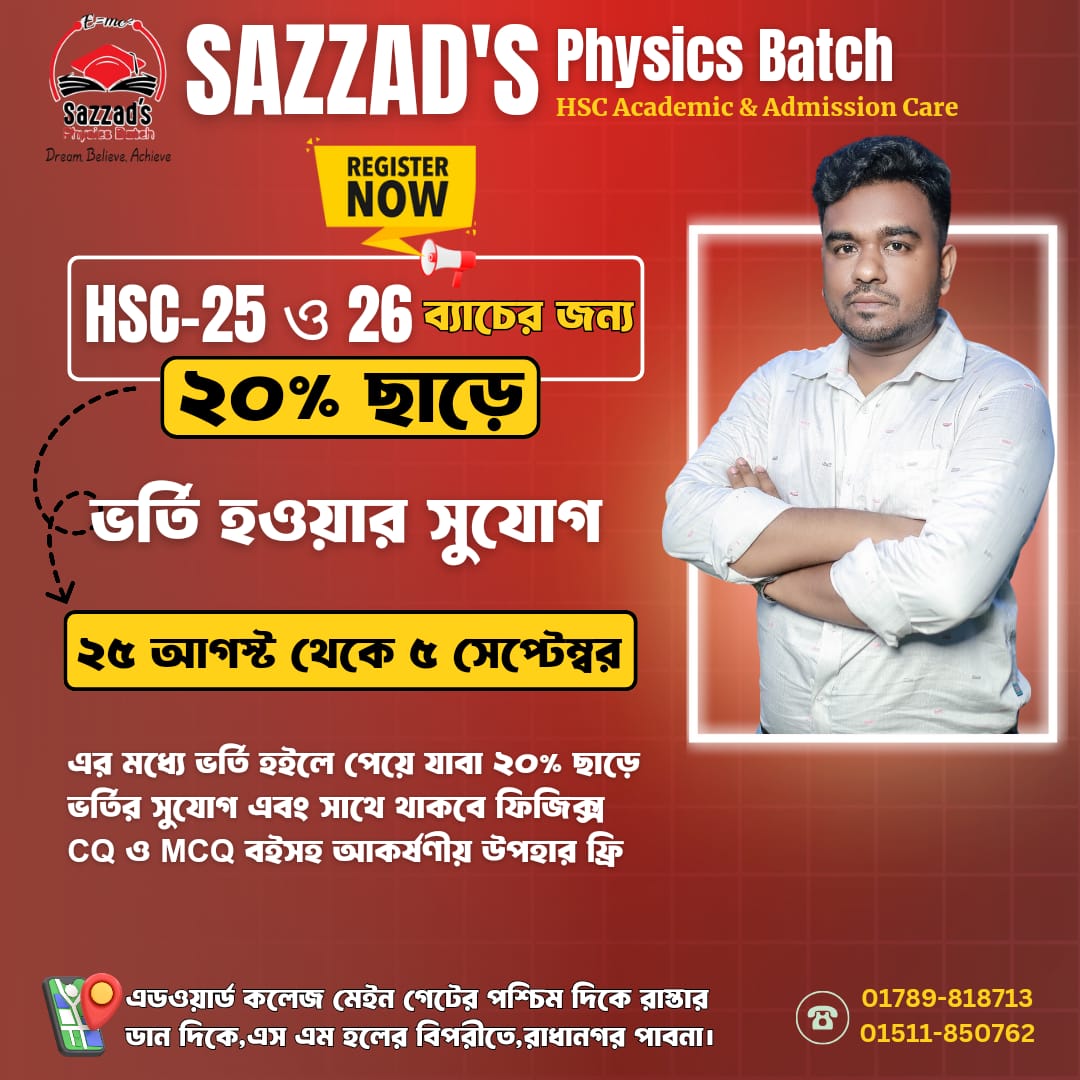 E=mc²
Sazzad's
Physics Batch
Dream, Believe, Achieve
SAZZAD'S Physics Batch
HSC Academic & Admission Care
REGISTER
NOW
HSC-25 ও 26 ব্যাচের জন্য
২০% ছাড়ে
ভর্তি হওয়ার সুযোগ
২৫ আগস্ট থেকে ৫ সেপ্টেম্বর
এর মধ্যে ভর্তি হইলে পেয়ে যাবা ২০% ছাড়ে
ভর্তির সুযোগ এবং সাথে থাকবে ফিজিক্স
CQ ও MCQ বইসহ আকর্ষণীয় উপহার ফ্রি
এডওয়ার্ড কলেজ মেইন গেটের পশ্চিম দিকে রাস্তার
ডান দিকে,এস এম হলের বিপরীতে,রাধানগর পাবনা।
01789-818713
01511-850762